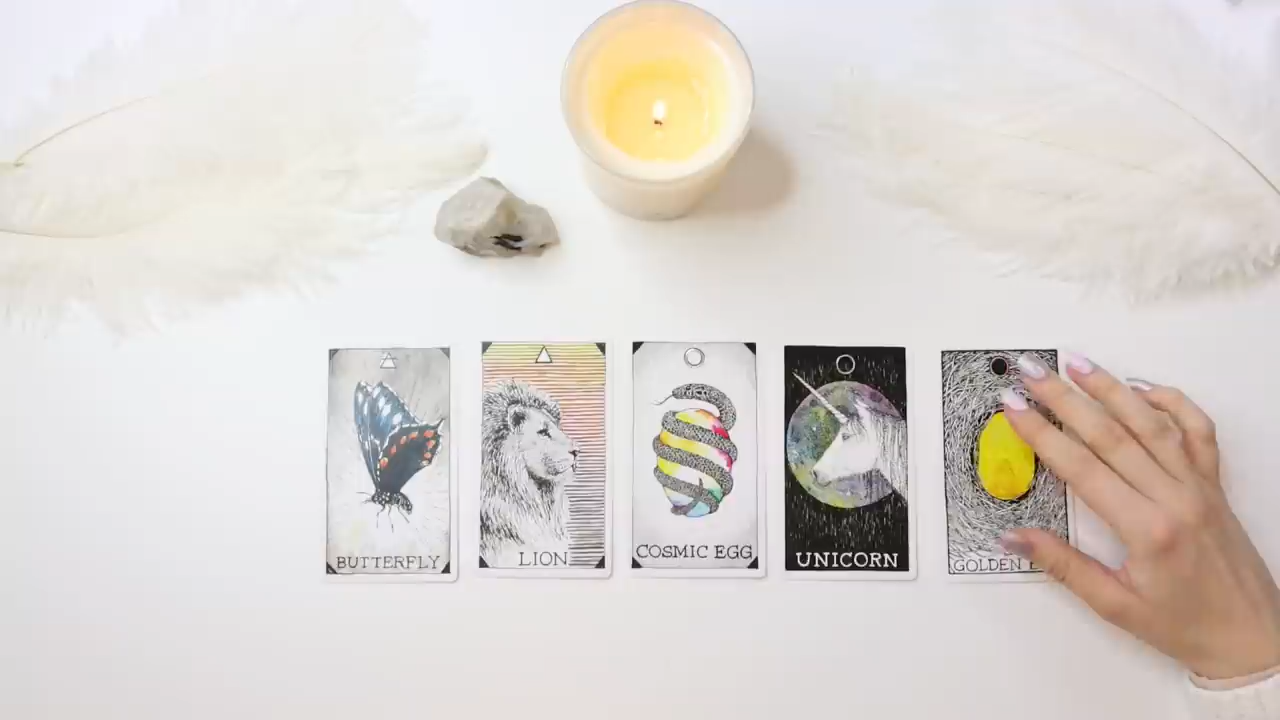 BUTTERFLY
LION
COSMIC EGG
UNICORN
GOLDEN